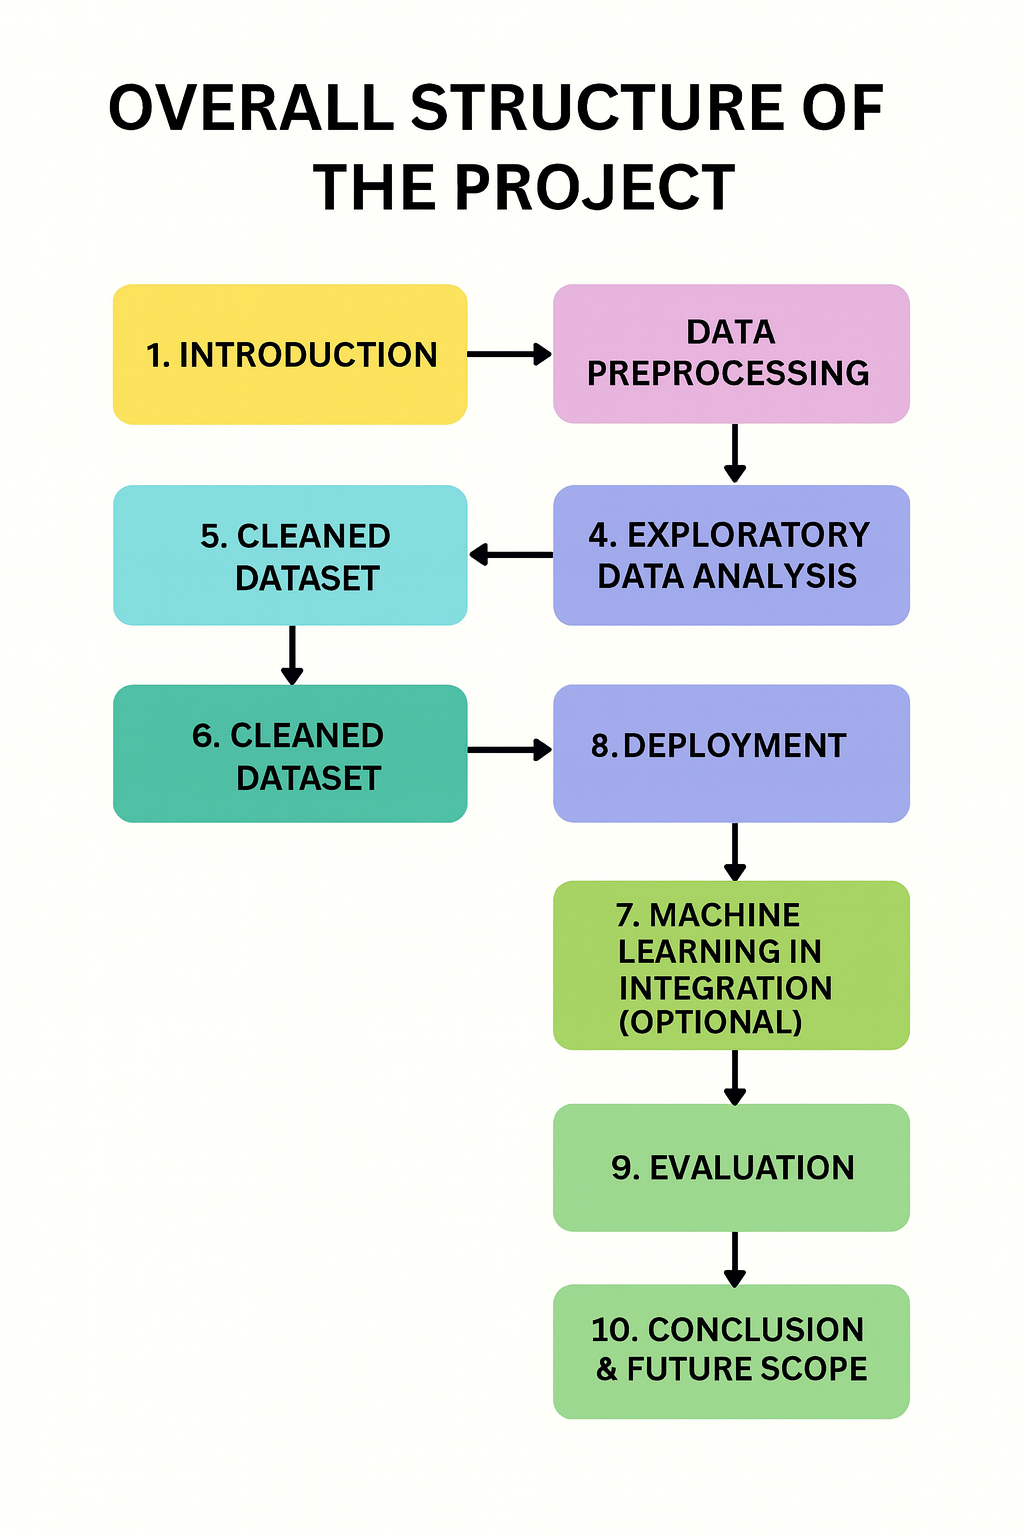 OVERALL STRUCTURE OF
THE PROJECT
1. INTRODUCTION
DATA
PREPROCESSING
5. CLEANED
DATASET
4. EXPLORATORY
DATA ANALYSIS
6. CLEANED
DATASET
8. DEPLOYMENT
7. MACHINE
LEARNING IN
INTEGRATION
(OPTIONAL)
9. EVALUATION
10. CONCLUSION
& FUTURE SCOPE